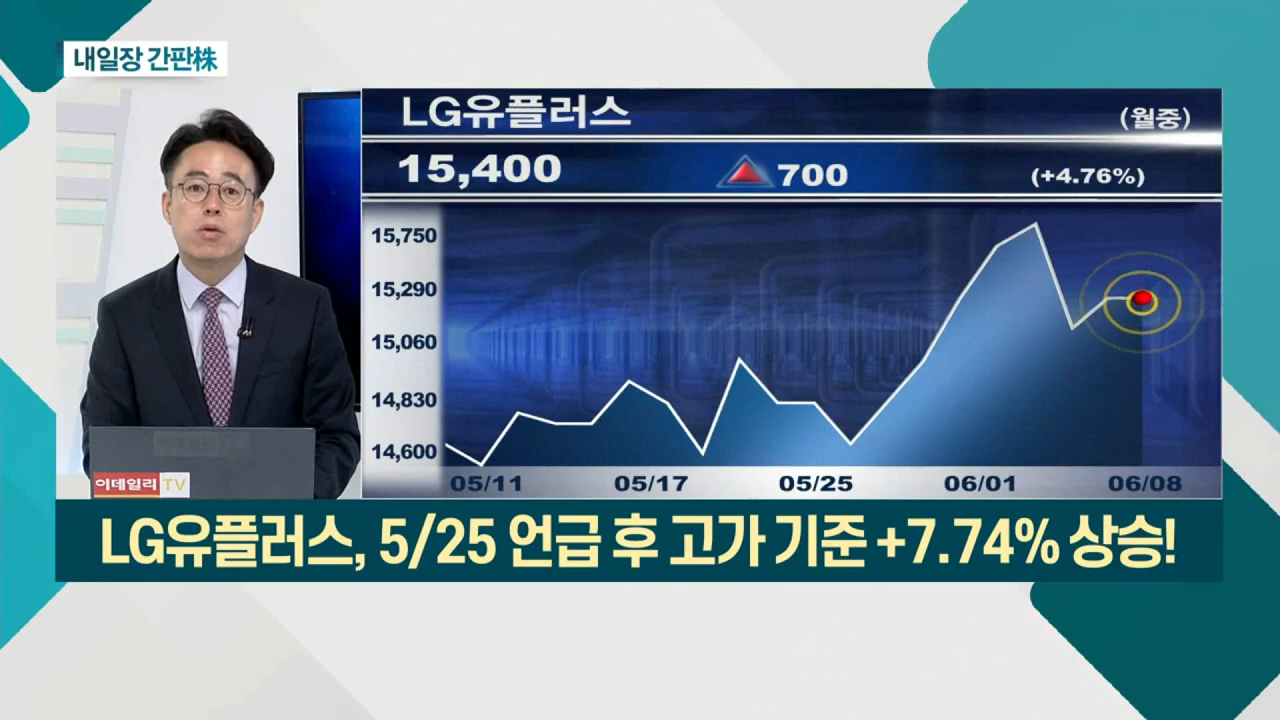 내일장 간판株
LG유플러스
(월중)
15,400
700
(+4.76%)
15,750
15,290
15,060
14,830
14,600
05/11
05/17
05/25
06/01
06/08
이데일리TV
LG유플러스, 5/25 언급 후 고가 기준 +7.74% 상승!